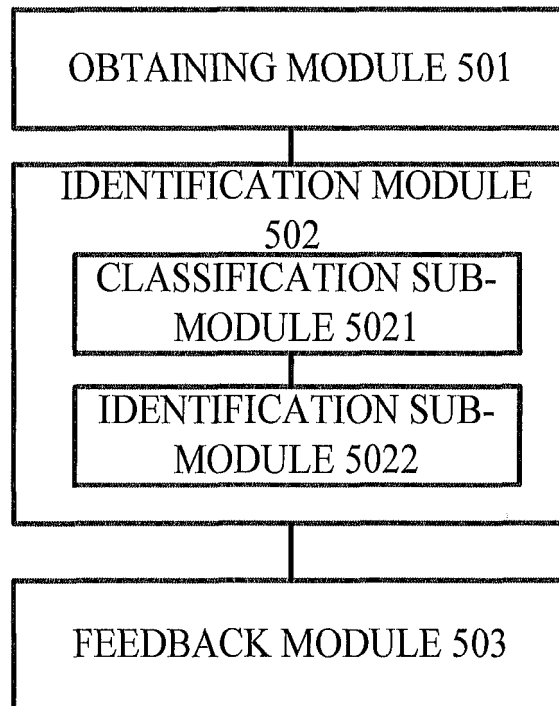 OBTAINING MODULE 501
IDENTIFICATION MODULE
502
CLASSIFICATION SUB-
MODULE 5021
IDENTIFICATION SUB-
MODULE 5022
FEEDBACK MODULE 503